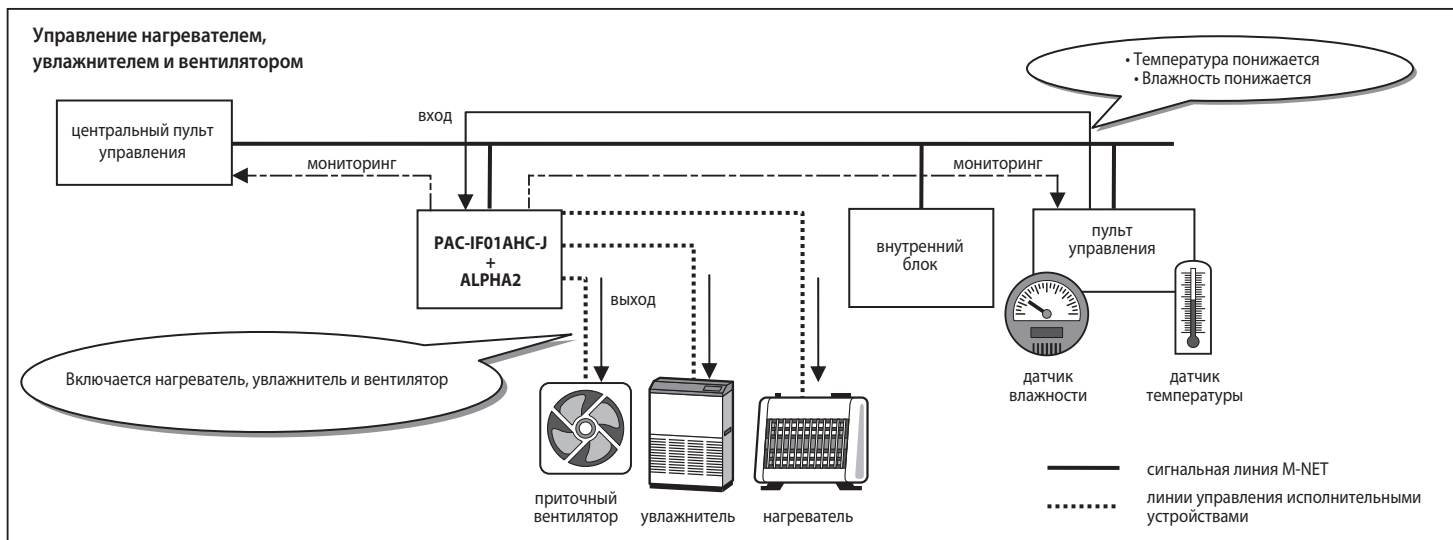 Управление нагревателем,
увлажнителем и вентилятором
• Температура понижается
• Влажность понижается
центральный пульт
управления
вход
мониторинг
мониторинг
PAC-IF01AHC-J
+
ALPHA2
внутренний
блок
пульт
управления
выход
Включается нагреватель, увлажнитель и вентилятор
датчик
влажности
датчик
температуры
приточный
вентилятор
увлажнитель
нагреватель
сигнальная линия M-NET
линии управления исполнительными
устройствами